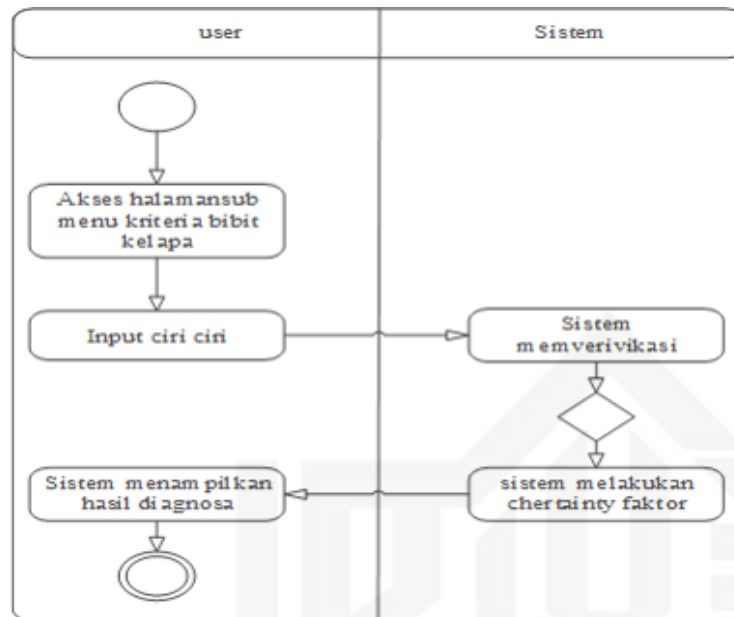 user
Sistem
Akses halamansub
menu kriteria bibit
kelapa
Input ciri ciri
Sistem
memverivikasi
Sistem menampilkan
hasil diagnosa
sistem melakukan
chertainty faktor